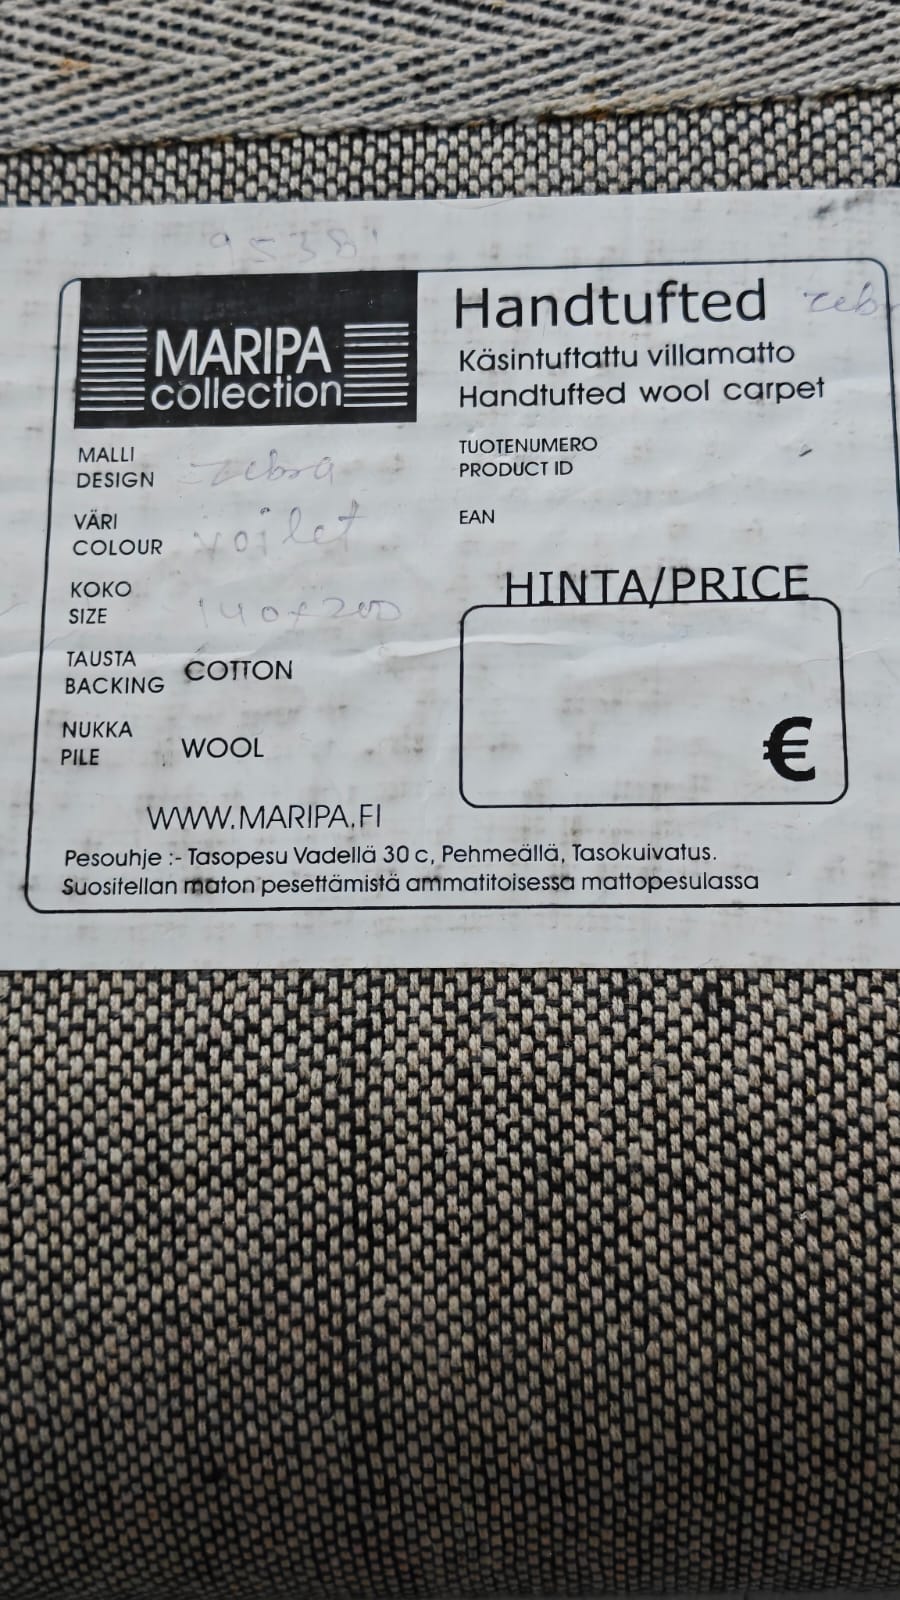 95381
MARIPA
collection
Handtufted zebr
Käsintuftattu villamatto
Handtufted wool carpet
MALLI
DESIGN zebra
VÄRI
COLOUR voilet
KOKO
SIZE 140x200
TAUSTA
BACKING COTTON
NUKKA
PILE WOOL
TUOTENUMERO
PRODUCT ID
EAN
HINTA/PRICE
€
WWW.MARIPA.FI
Pesouhje :- Tasopesu Vadellä 30 c, Pehmeällä, Tasokuivatus.
Suositellan maton pesettämistä ammatitoisessa mattopesulassa